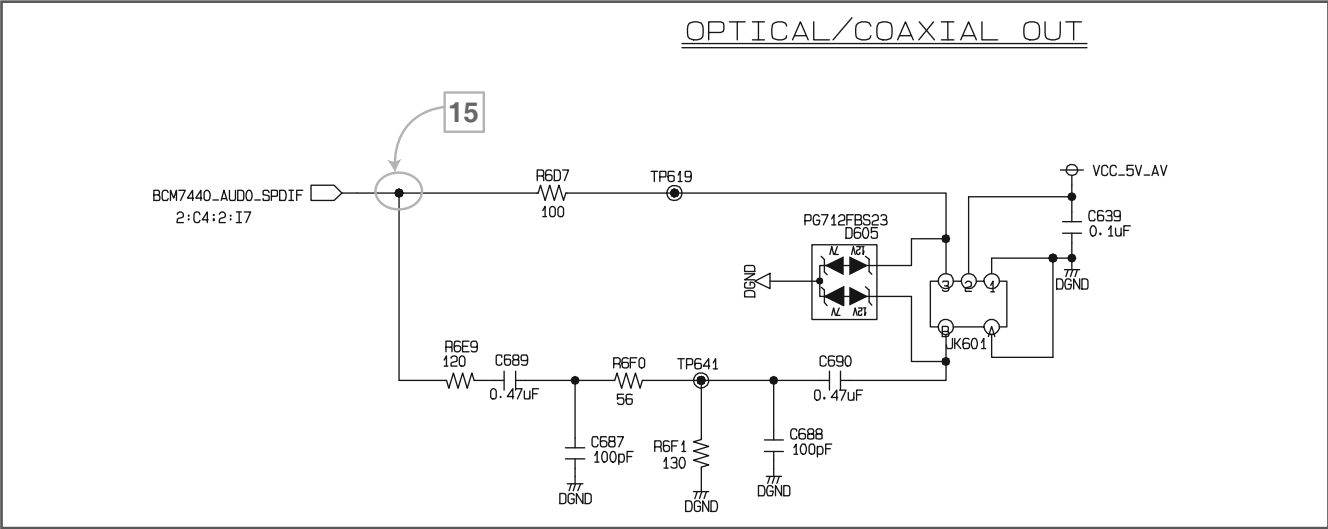 OPTICAL/COAXIAL OUT
15
BCM7440_AUDO_SPDIF
2:C4;2:I7
R6D7
100
TP619
VCC_5V_AV
C639
0.1uF
DGND
PG712FBS23
D605
7V
12V
7V
12V
DGND
3
2
1
B
A
JK601
R6E9
120
C689
0.47uF
R6F0
56
TP641
C690
0.47uF
C687
100pF
DGND
R6F1
130
DGND
C688
100pF
DGND